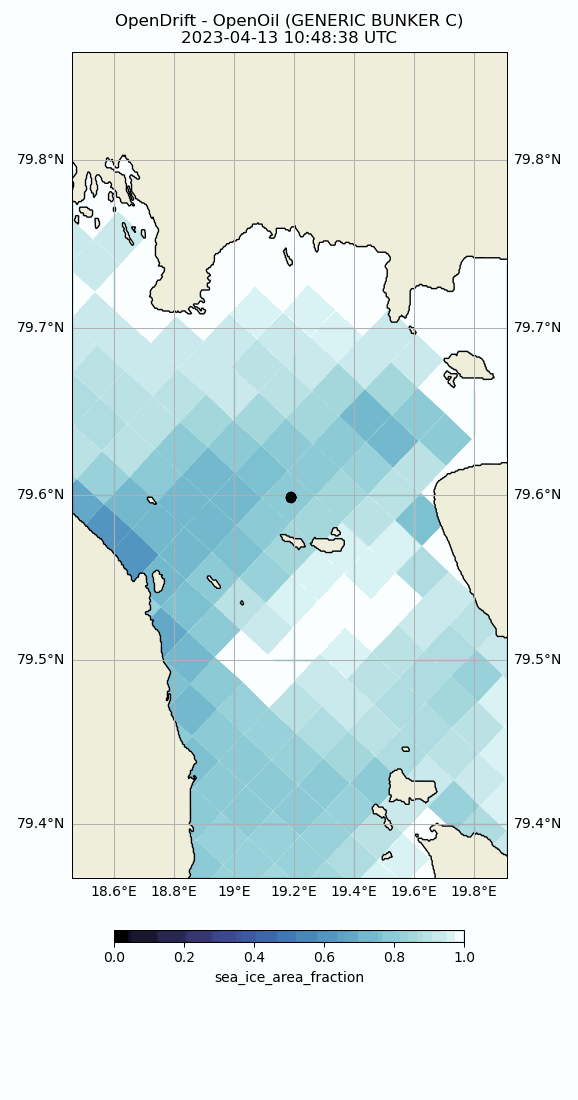 OpenDrift - OpenOil (GENERIC BUNKER C)
2023-04-13 10:48:38 UTC
79.8°N 79.8°N
79.7°N 79.7°N
79.6°N 79.6°N
79.5°N 79.5°N
79.4°N 79.4°N
18.6°E 18.8°E 19°E 19.2°E 19.4°E 19.6°E 19.8°E
0.0 0.2 0.4 0.6 0.8 1.0
sea_ice_area_fraction